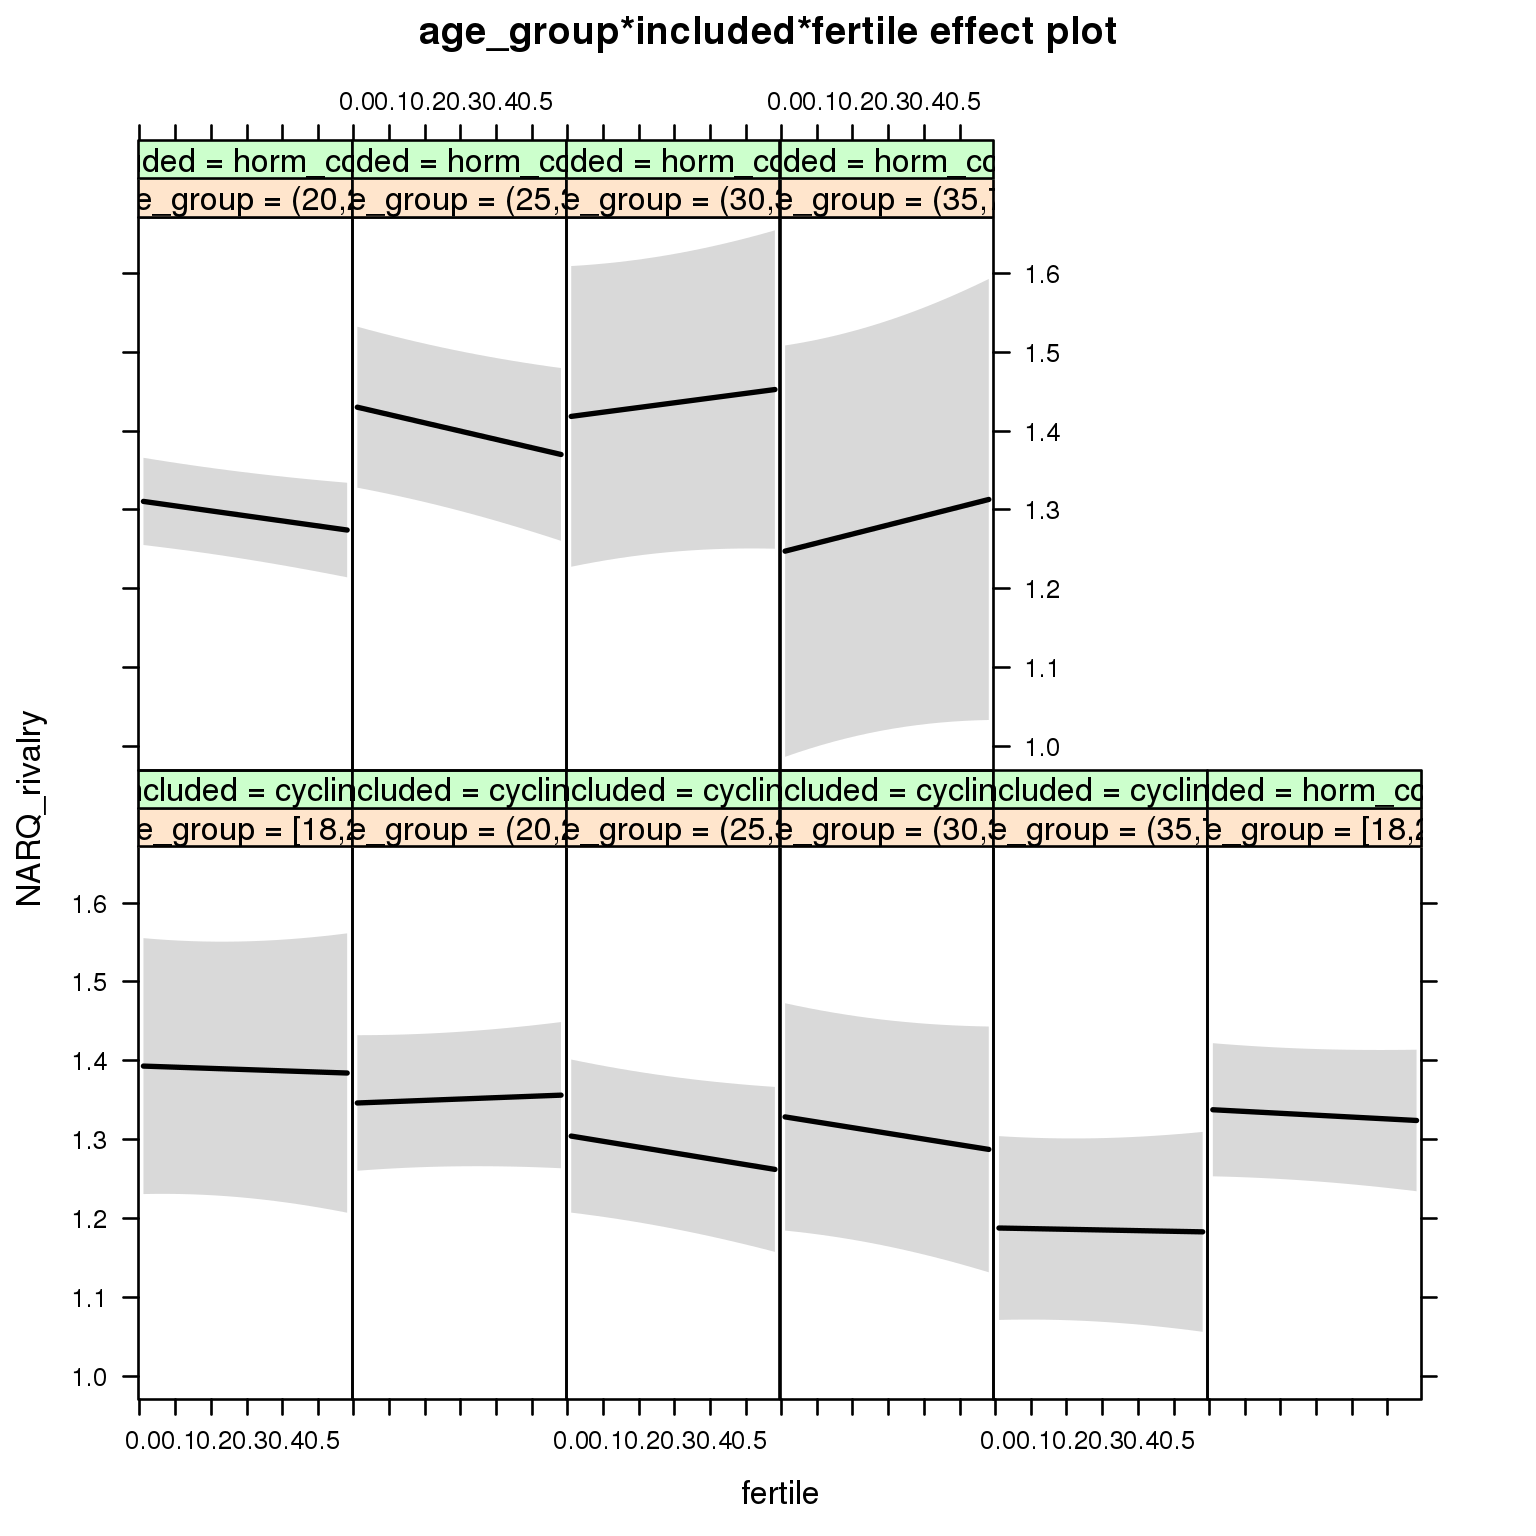 age_group*included*fertile effect plot
0.00.10.20.30.40.5 0.00.10.20.30.40.5
ded = horm_co ded = horm_co ded = horm_co ded = horm_co
e_group = (20, e_group = (25, e_group = (30, e_group = (35,
1.6
1.5
1.4
1.3
1.2
1.1
1.0
NARQ_rivalry
ncluded = cyclin ncluded = cyclin ncluded = cyclin ncluded = cyclin ncluded = cyclin ded = horm_co
e_group = [18,2 e_group = (20, e_group = (25, e_group = (30, e_group = (35, e_group = [18,2
1.6
1.5
1.4
1.3
1.2
1.1
1.0
0.00.10.20.30.40.5 0.00.10.20.30.40.5 0.00.10.20.30.40.5
fertile